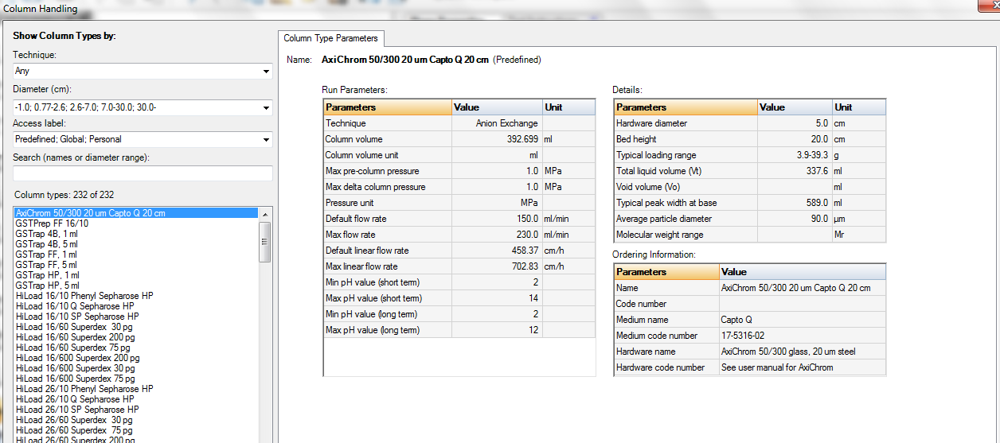 Column Handling
Show Column Types by:
Technique:
Any
Diameter (cm):
-1.0; 0.77-2.6; 2.6-7.0; 7.0-30.0; 30.0-
Access label:
Predefined; Global; Personal
Search (names or diameter range):
Column types: 232 of 232
AxiChrom 50/300 20 um Capto Q 20 cm
GSTPrep FF 16/10
GSTrap 4B, 1 ml
GSTrap 4B, 5 ml
GSTrap FF, 1 ml
GSTrap FF, 5 ml
GSTrap HP, 1 ml
GSTrap HP, 5 ml
HiLoad 16/10 Phenyl Sepharose HP
HiLoad 16/10 Q Sepharose HP
HiLoad 16/10 SP Sepharose HP
HiLoad 16/60 Superdex 30 pg
HiLoad 16/60 Superdex 200 pg
HiLoad 16/60 Superdex 75 pg
HiLoad 16/600 Superdex 200 pg
HiLoad 16/600 Superdex 30 pg
HiLoad 16/600 Superdex 75 pg
HiLoad 26/10 Phenyl Sepharose HP
HiLoad 26/10 Q Sepharose HP
HiLoad 26/10 SP Sepharose HP
HiLoad 26/60 Superdex 30 pg
HiLoad 26/60 Superdex 75 pg
HiLoad 26/60 Superdex 200 pg
Column Type Parameters
Name: AxiChrom 50/300 20 um Capto Q 20 cm (Predefined)
Run Parameters:
Parameters Value Unit
Technique Anion Exchange
Column volume 392.699 ml
Column volume unit ml
Max pre-column pressure 1.0 MPa
Max delta column pressure 1.0 MPa
Pressure unit MPa
Default flow rate 150.0 ml/min
Max flow rate 230.0 ml/min
Default linear flow rate 458.37 cm/h
Max linear flow rate 702.83 cm/h
Min pH value (short term) 2
Max pH value (short term) 14
Min pH value (long term) 2
Max pH value (long term) 12
Details:
Parameters Value Unit
Hardware diameter 5.0 cm
Bed height 20.0 cm
Typical loading range 3.9-39.3 g
Total liquid volume (Vt) 337.6 ml
Void volume (Vo) ml
Typical peak width at base 589.0 ml
Average particle diameter 90.0 µm
Molecular weight range Mr
Ordering Information:
Parameters Value
Name AxiChrom 50/300 20 um Capto Q 20 cm
Code number
Medium name Capto Q
Medium code number 17-5316-02
Hardware name AxiChrom 50/300 glass, 20 um steel
Hardware code number See user manual for AxiChrom